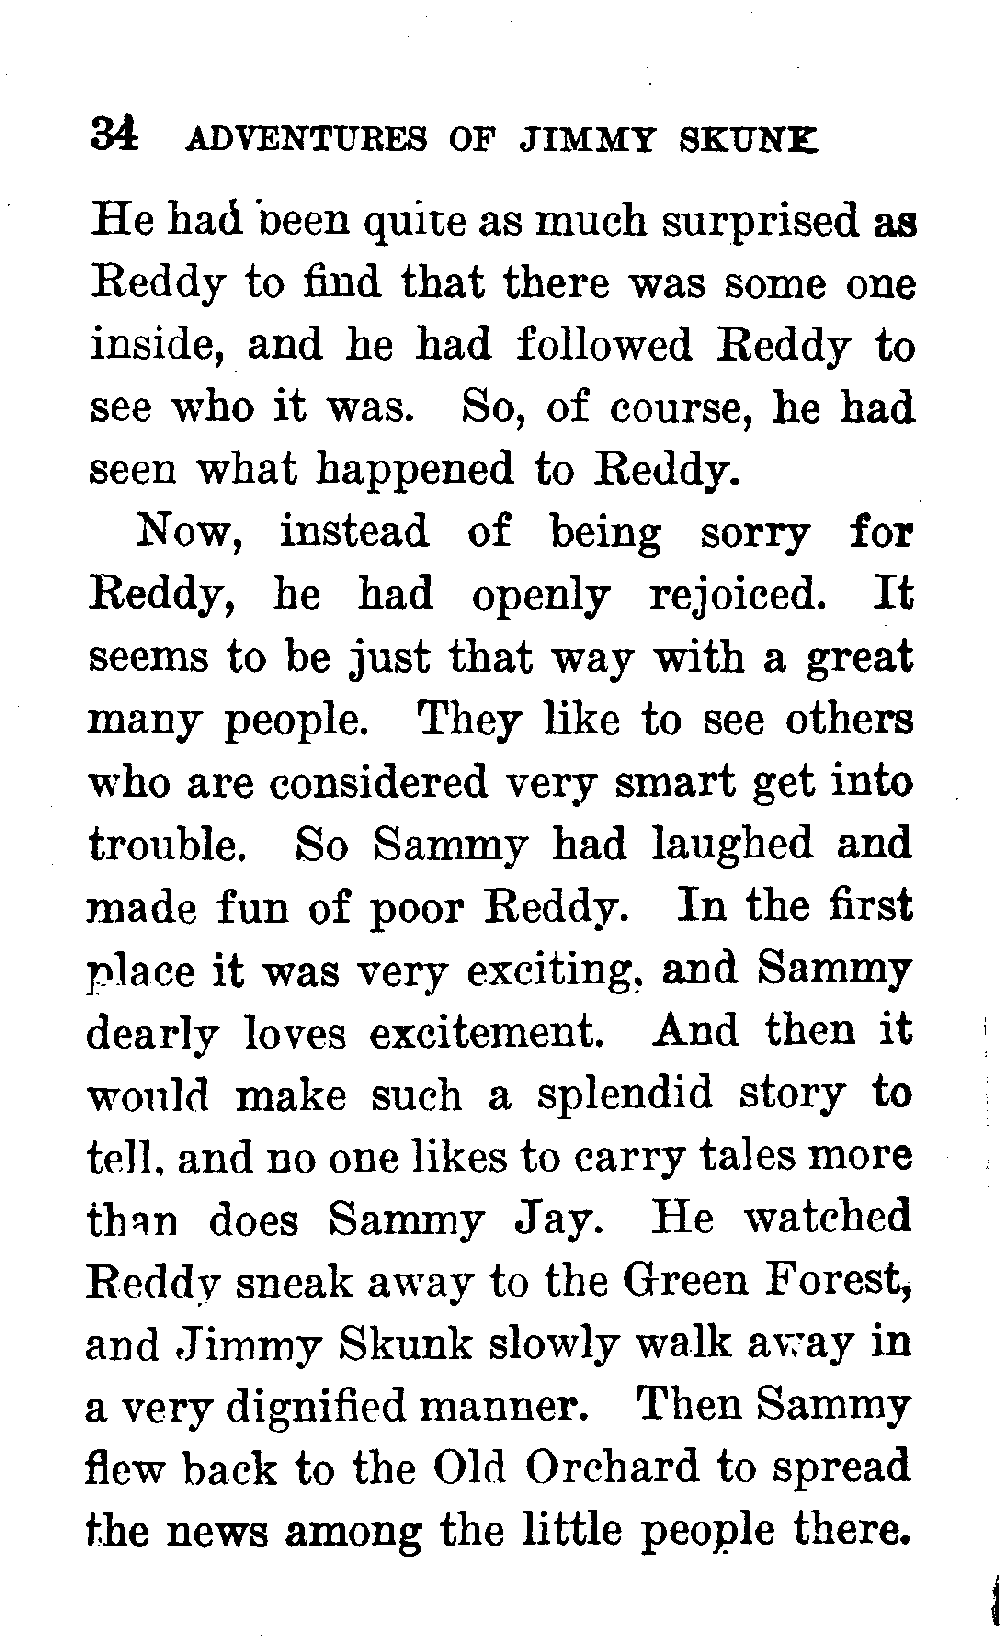 34 ADVENTURES OF JIMMY SKUNK
He had been quite as much surprised as
Reddy to find that there was some one
inside, and he had followed Reddy to
see who it was. So, of course, he had
seen what happened to Reddy.
Now, instead of being sorry for
Reddy, he had openly rejoiced. It
seems to be just that way with a great
many people. They like to see others
who are considered very smart get into
trouble. So Sammy had laughed and
made fun of poor Reddy. In the first
place it was very exciting, and Sammy
dearly loves excitement. And then it
would make such a splendid story to
tell, and no one likes to carry tales more
than does Sammy Jay. He watched
Reddy sneak away to the Green Forest,
and Jimmy Skunk slowly walk away in
a very dignified manner. Then Sammy
flew back to the Old Orchard to spread
the news among the little people there.